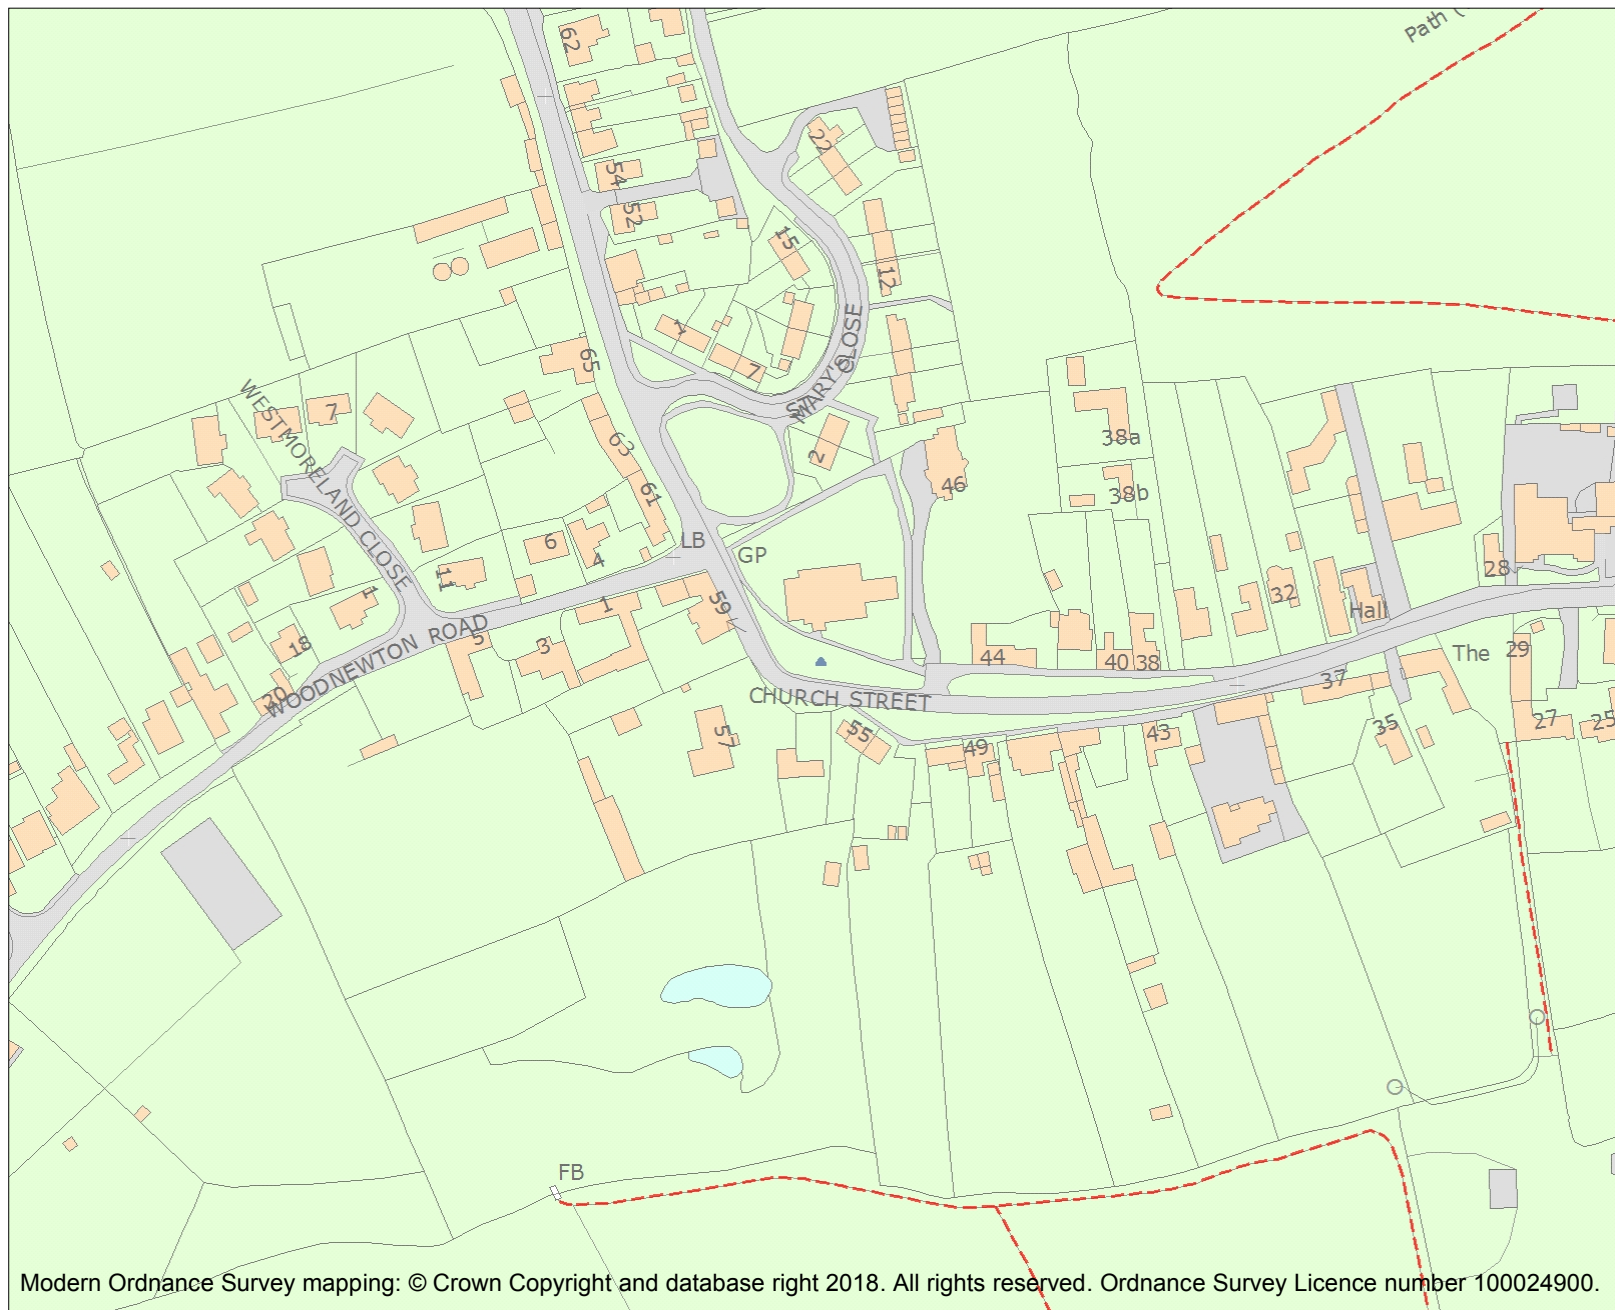 62
Path (
22
54
52
15
12
1
7
65
ST MARY'S CLOSE
WESTMORELAND CLOSE
7
63
61
2
46
38a
38b
LB
GP
6
4
11
1
18
20
WOODNEWTON ROAD
5
3
1
59
28
32
Hall
44
40
38
The
29
37
CHURCH STREET
57
55
49
43
35
27
25
FB
Modern Ordnance Survey mapping: © Crown Copyright and database right 2018. All rights reserved. Ordnance Survey Licence number 100024900.